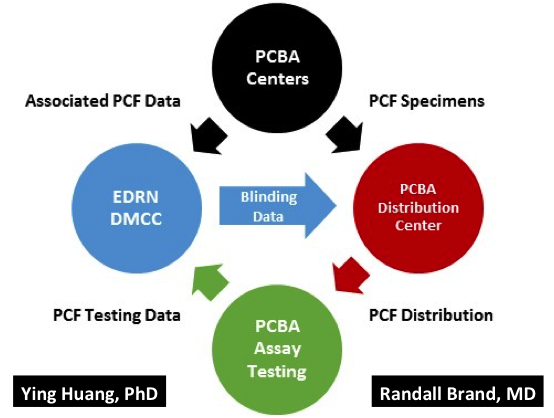 PCBA
Centers
Associated PCF Data
PCF Specimens
EDRN
DMCC
Blinding
Data
PCBA
Distribution
Center
PCF Testing Data
PCBA
Assay
Testing
PCF Distribution
Ying Huang, PhD
Randall Brand, MD